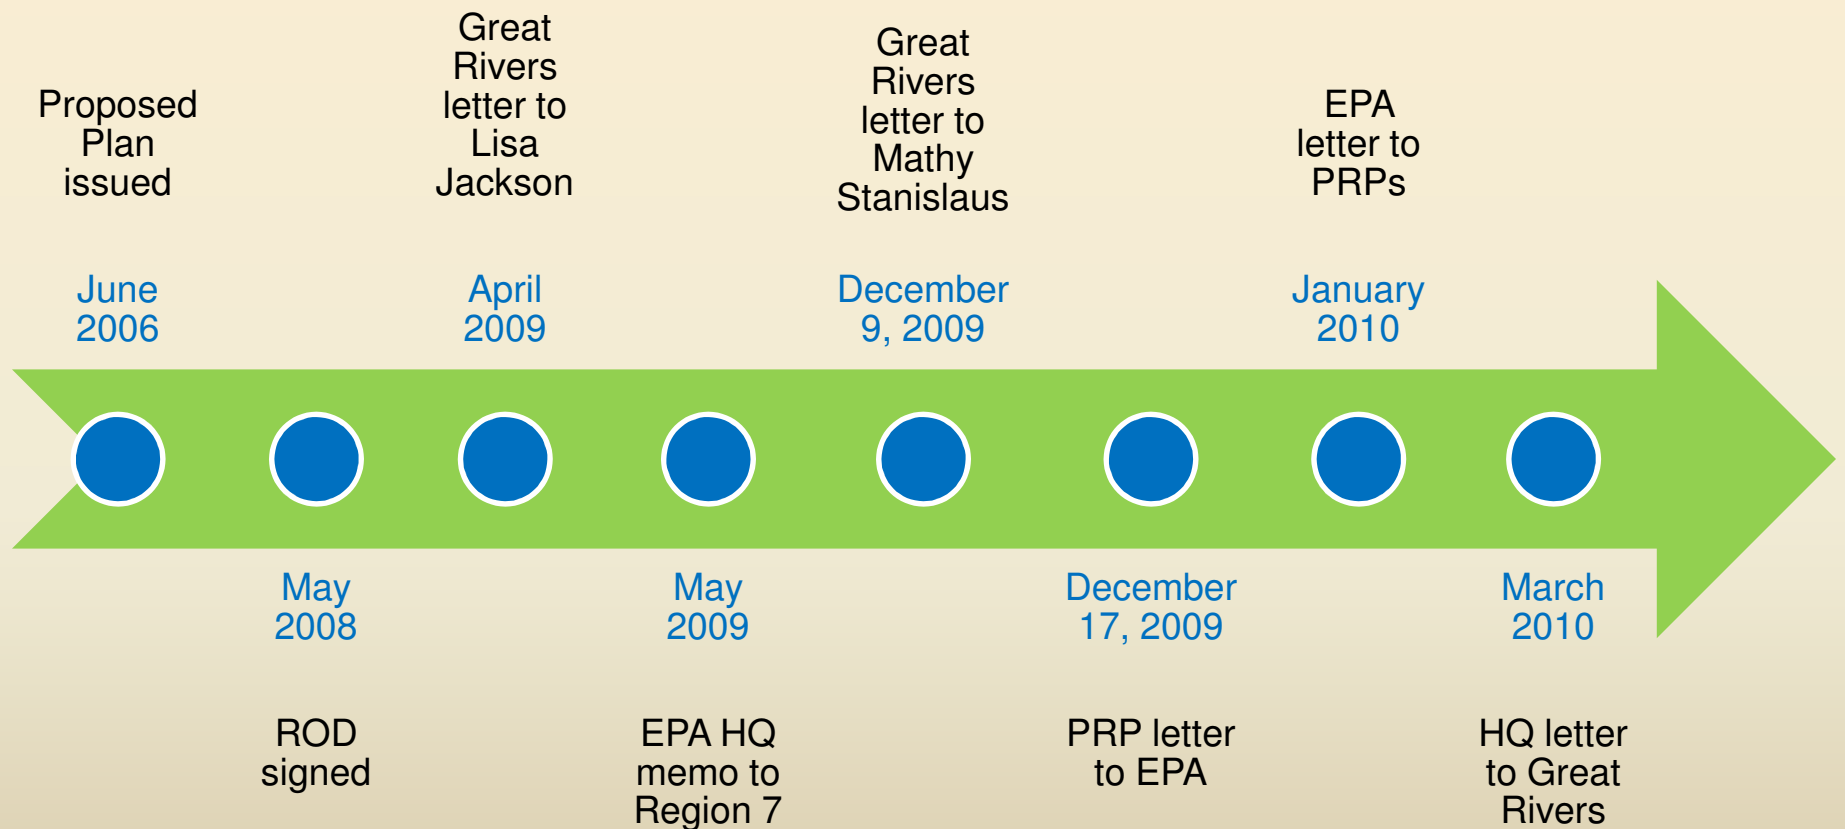 Proposed
Plan
issued
June
2006
May
2008
ROD
signed
Great
Rivers
letter to
Lisa
Jackson
April
2009
May
2009
EPA HQ
memo to
Region 7
Great
Rivers
letter to
Mathy
Stanislaus
December
9, 2009
December
17, 2009
PRP letter
to EPA
EPA
letter to
PRPs
January
2010
March
2010
HQ letter
to Great
Rivers